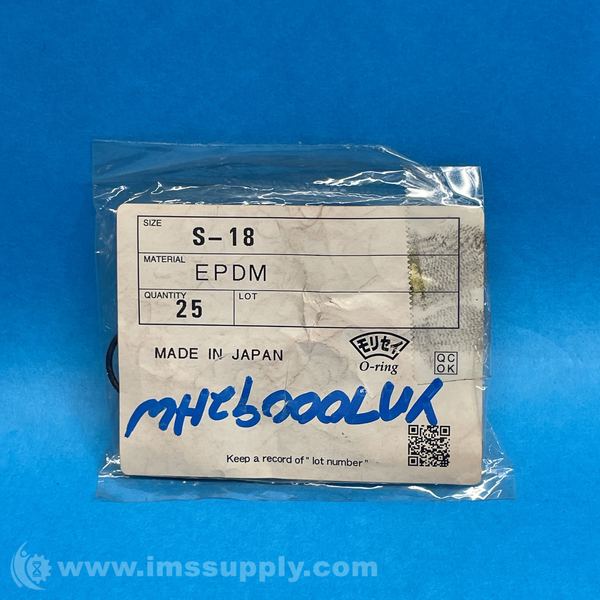 SIZE
S-18
MATERIAL
EPDM
QUANTITY
25
LOT
MADE IN JAPAN
モリセイ
O-ring
QC
OK
Keep a record of "lot number"
www.imssupply.com